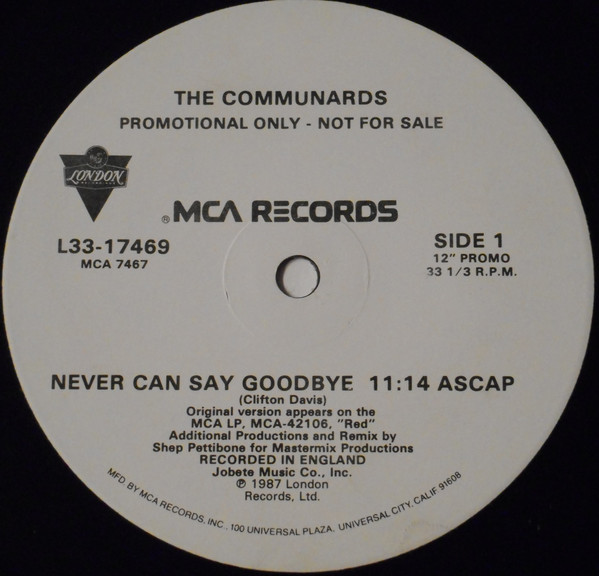 THE COMMUNARDS
PROMOTIONAL ONLY - NOT FOR SALE
LONDON
® MCA RECORDS
L33-17469
MCA 7467
SIDE 1
12" PROMO
33 1/3 R.P.M.
NEVER CAN SAY GOODBYE 11:14 ASCAP
(Clifton Davis)
Original version appears on the
MCA LP, MCA-42106, "Red"
Additional Productions and Remix by
Shep Pettibone for Mastermix Productions
RECORDED IN ENGLAND
Jobete Music Co., Inc.
℗ 1987 London
Records, Ltd.
MFD. BY MCA RECORDS, INC., 100 UNIVERSAL PLAZA, UNIVERSAL CITY, CALIF 91608